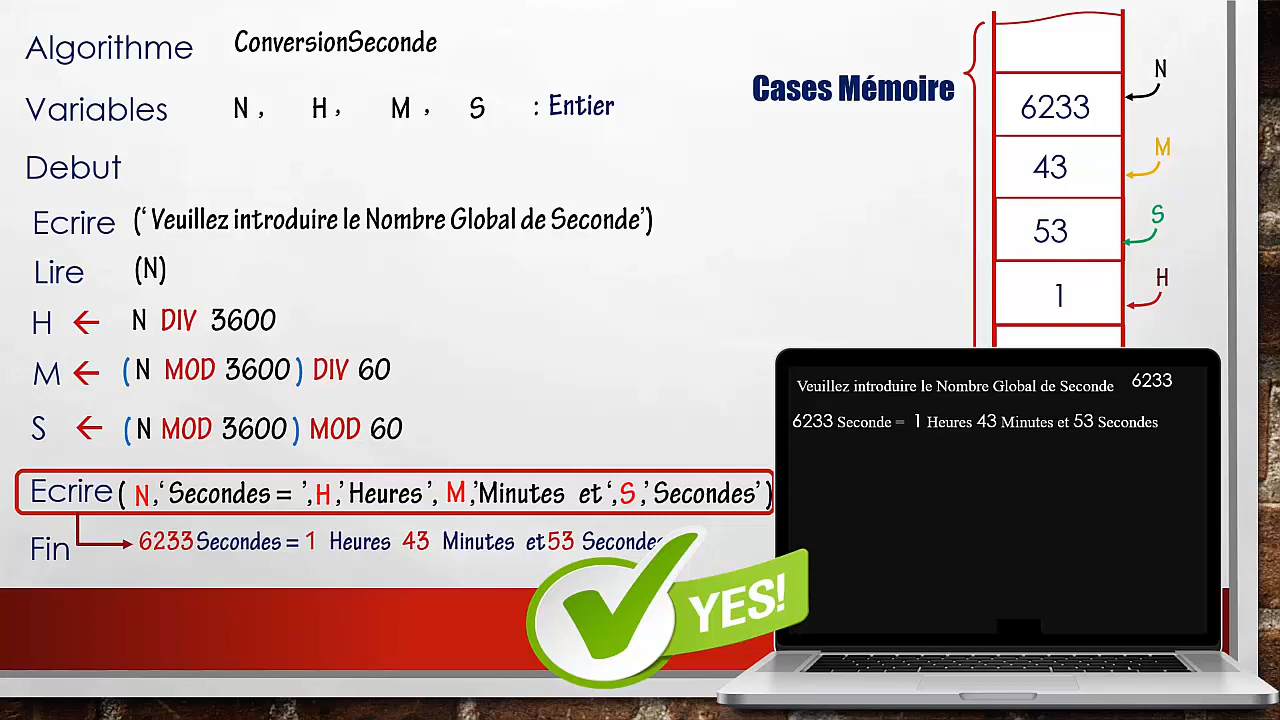 Algorithme ConversionSeconde
Variables N , H , M , S : Entier
Debut
Ecrire (‘ Veuillez introduire le Nombre Global de Seconde’)
Lire (N)
H ← N DIV 3600
M ← ( N MOD 3600 ) DIV 60
S ← ( N MOD 3600 ) MOD 60
Ecrire ( N,‘ Secondes = ’,H,’Heures ’, M,’Minutes et ‘,S,’Secondes’ )
Fin 6233 Secondes = 1 Heures 43 Minutes et 53 Secondes
YES!
Cases Mémoire
N
6233
M
43
S
53
H
1
Veuillez introduire le Nombre Global de Seconde 6233
6233 Seconde = 1 Heures 43 Minutes et 53 Secondes